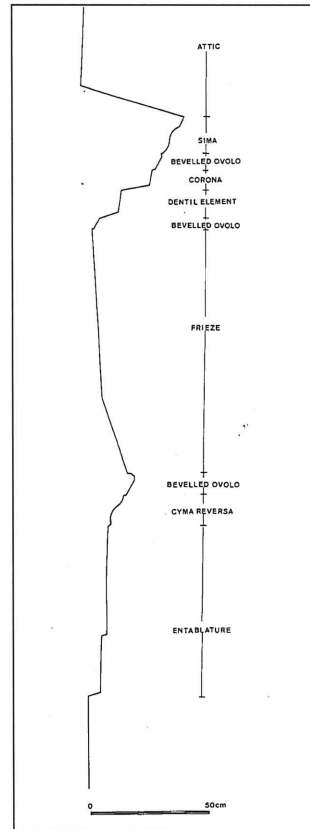 ATTIC
SIMA
BEVELLED OVOLO
CORONA
DENTIL ELEMENT
BEVELLED OVOLO
FRIEZE
BEVELLED OVOLO
CYMA REVERSA
ENTABLATURE
0 50cm